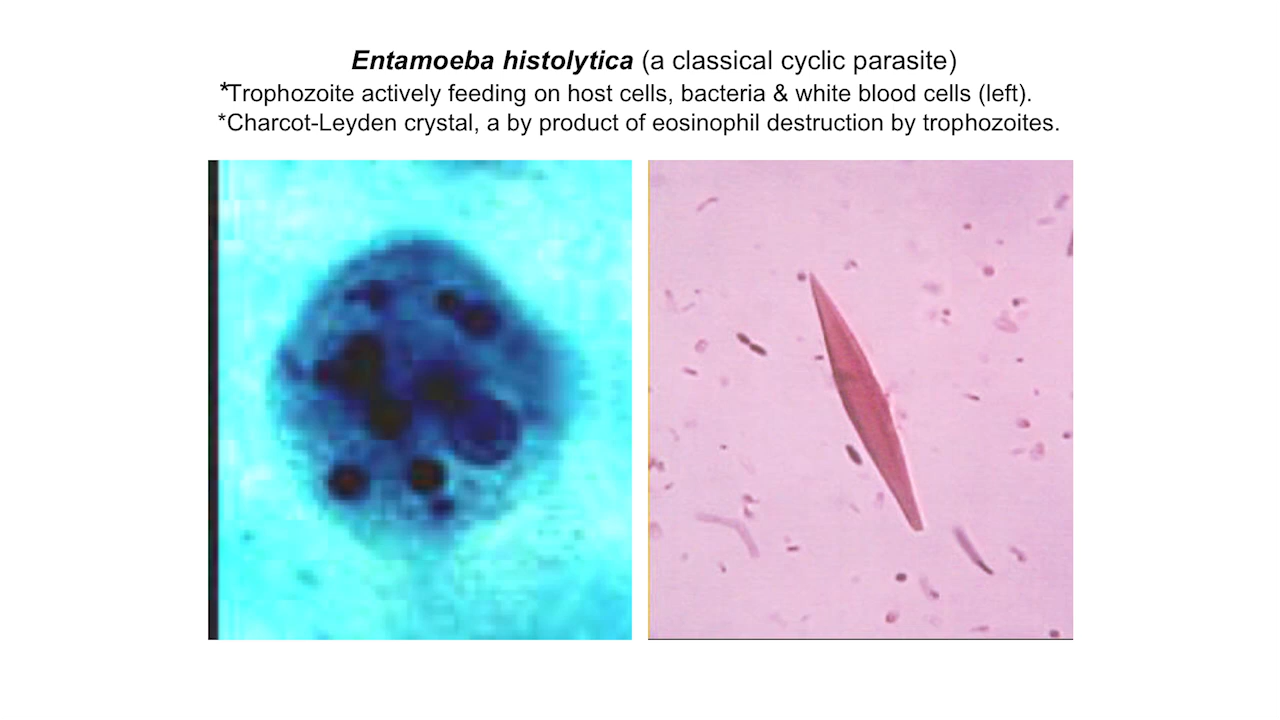 Entamoeba histolytica (a classical cyclic parasite)
*Trophozoite actively feeding on host cells, bacteria & white blood cells (left).
*Charcot-Leyden crystal, a by product of eosinophil destruction by trophozoites.